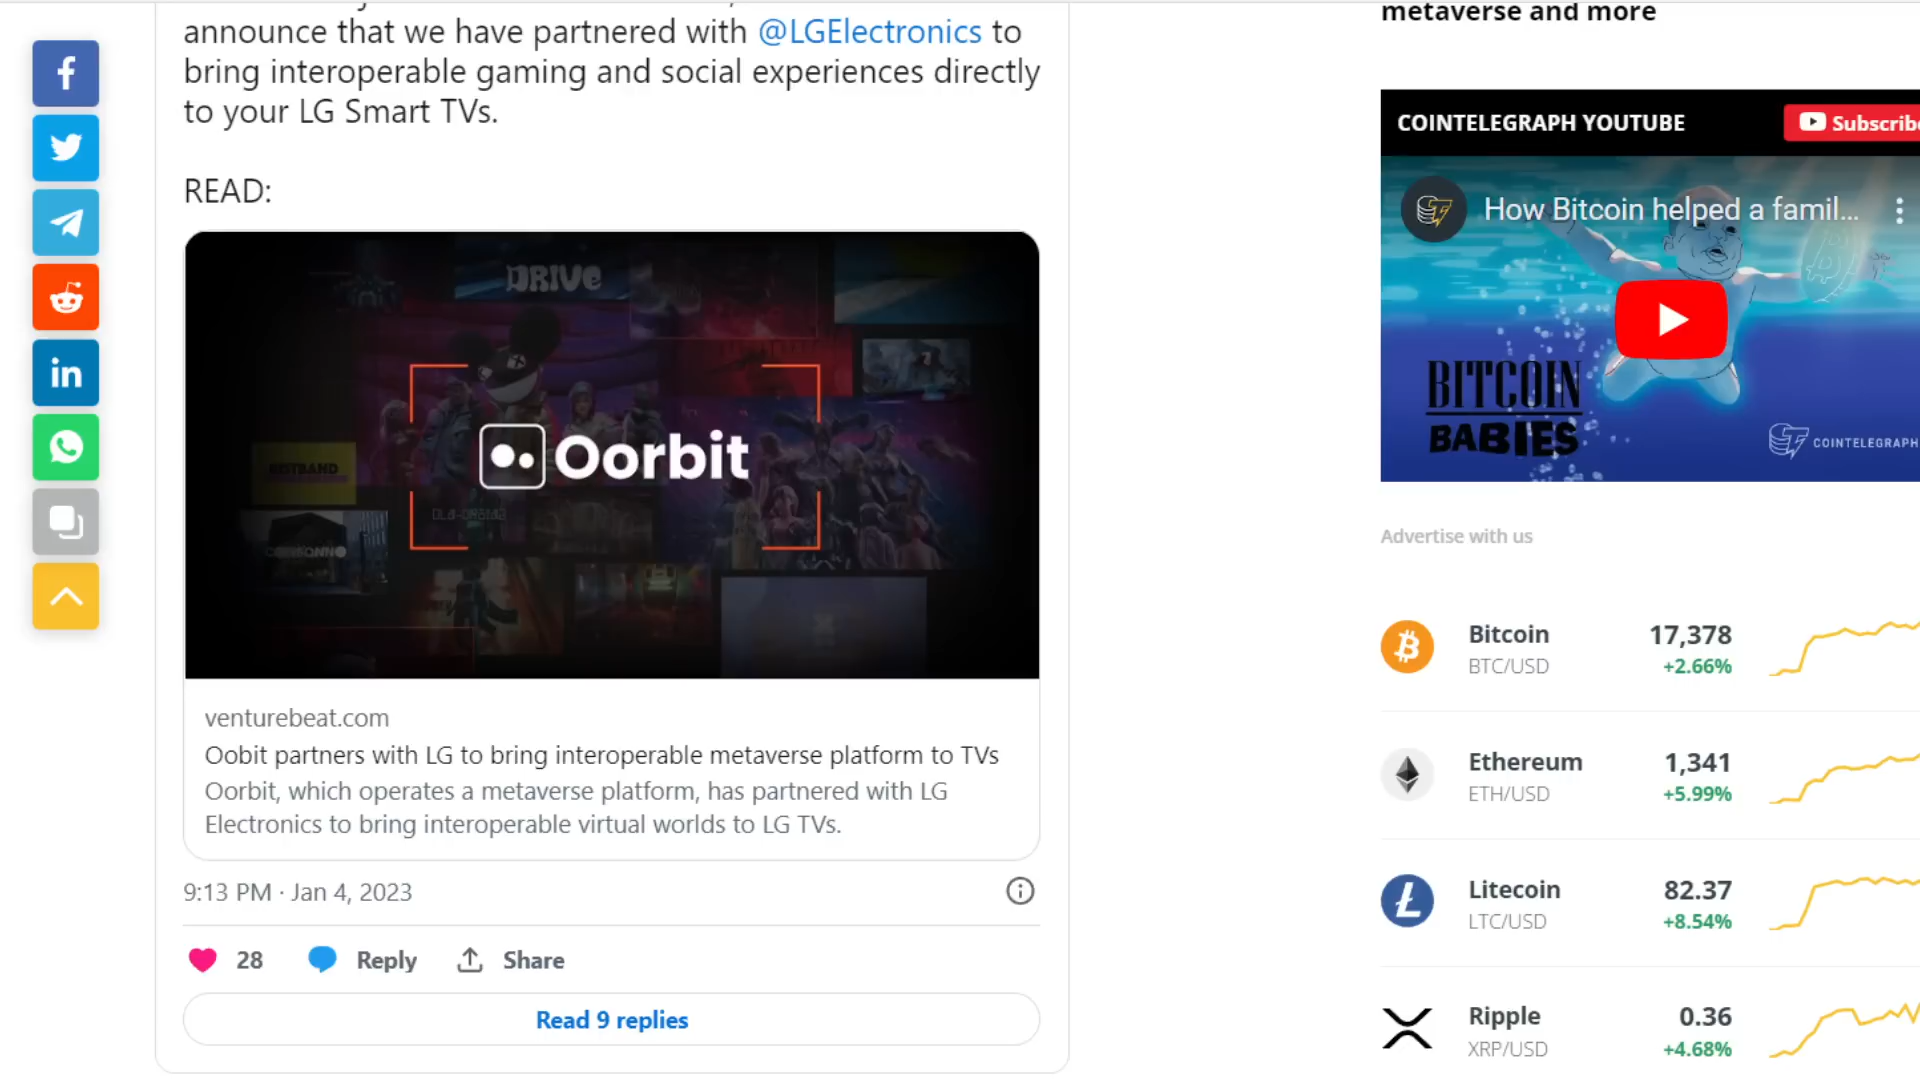 announce that we have partnered with @LGElectronics to
bring interoperable gaming and social experiences directly
to your LG Smart TVs.
READ:
DRIVE
Oorbit
venturebeat.com
Oobit partners with LG to bring interoperable metaverse platform to TVs
Oorbit, which operates a metaverse platform, has partnered with LG
Electronics to bring interoperable virtual worlds to LG TVs.
9:13 PM · Jan 4, 2023
28
Reply
Share
Read 9 replies
metaverse and more
COINTELEGRAPH YOUTUBE
Subscribe
How Bitcoin helped a famil...
BITCOIN
BABIES
COINTELEGRAPH
Advertise with us
Bitcoin 17,378
BTC/USD +2.66%
Ethereum 1,341
ETH/USD +5.99%
Litecoin 82.37
LTC/USD +8.54%
Ripple 0.36
XRP/USD +4.68%